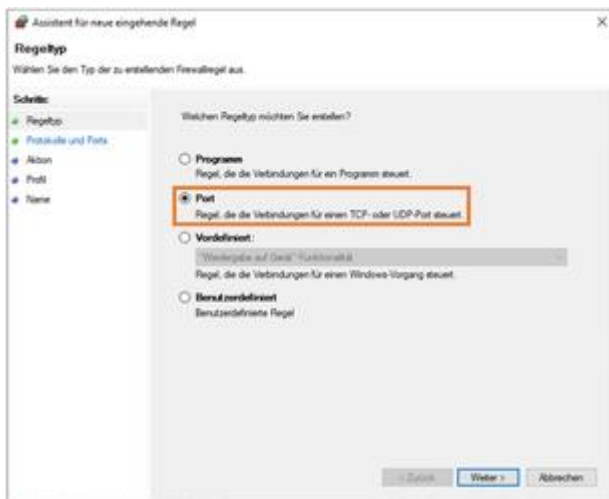 Assistent für neue eingehende Regel
Regeltyp
Wählen Sie den Typ der zu erstellenden Firewallregel aus.
Schritte:
Regeltyp
Protokolle und Ports
Aktion
Profil
Name
Welchen Regeltyp möchten Sie erstellen?
Programm
Regel, die die Verbindungen für ein Programm steuert.
Port
Regel, die die Verbindungen für einen TCP- oder UDP-Port steuert.
Vordefiniert:
"Wiedergabe auf Gerät"-Funktionalität
Regel, die die Verbindungen für einen Windows-Vorgang steuert.
Benutzerdefiniert
Benutzerdefinierte Regel
< Zurück Weiter > Abbrechen